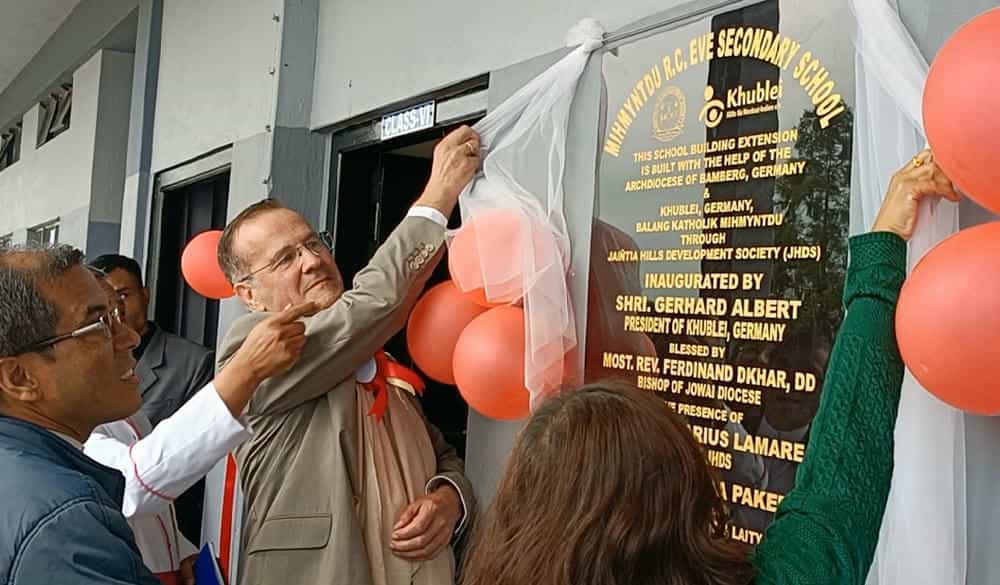 CLASS-VI
MIHMYNTDU R.C. EVE SECONDARY SCHOOL
Khublei
THIS SCHOOL BUILDING EXTENSION
IS BUILT WITH THE HELP OF THE
ARCHDIOCESE OF BAMBERG, GERMANY
&
KHUBLEI, GERMANY,
BALANG KATHOLIK MIHMYNTDU
THROUGH
JAIÑTIA HILLS DEVELOPMENT SOCIETY (JHDS)
INAUGURATED BY
SHRI. GERHARD ALBERT
PRESIDENT OF KHUBLEI, GERMANY
BLESSED BY
MOST. REV. FERDINAND DKHAR, DD
BISHOP OF JOWAI DIOCESE
PRESENCE OF
LAMARE
JHDS
LAITY